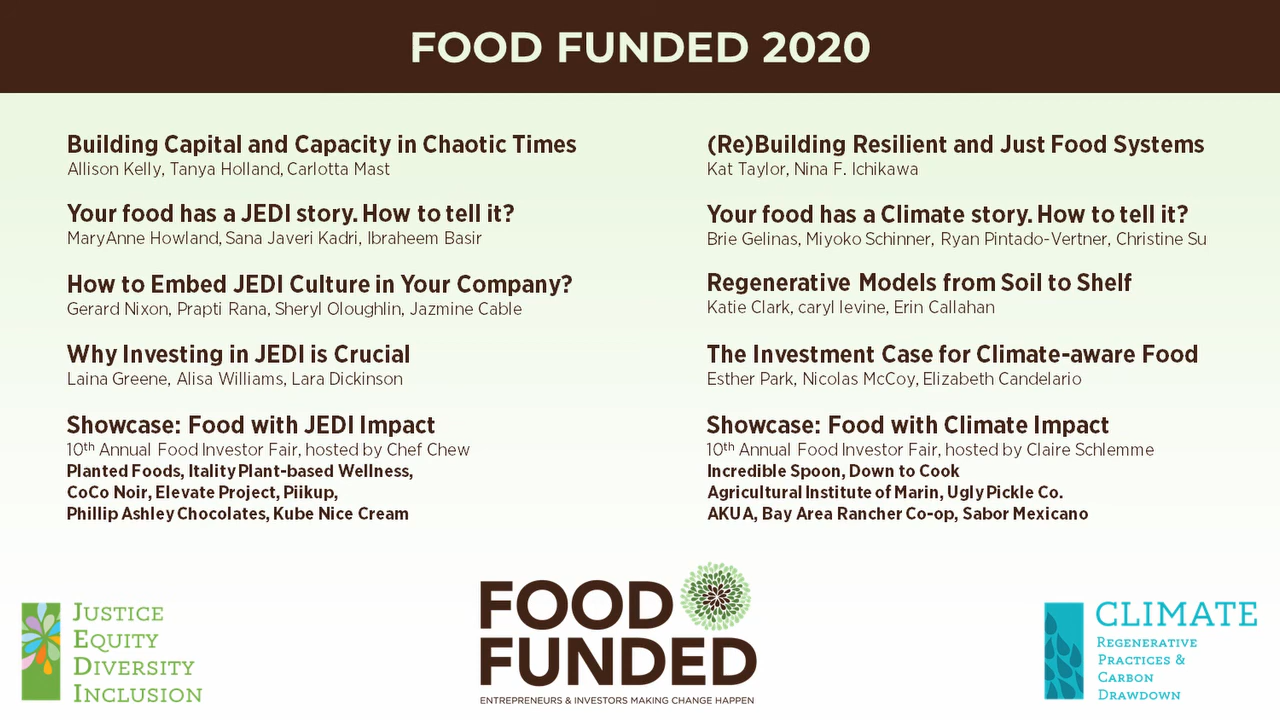 FOOD FUNDED 2020
Building Capital and Capacity in Chaotic Times
Allison Kelly, Tanya Holland, Carlotta Mast
Your food has a JEDI story. How to tell it?
MaryAnne Howland, Sana Javeri Kadri, Ibraheem Basir
How to Embed JEDI Culture in Your Company?
Gerard Nixon, Prapti Rana, Sheryl Oloughlin, Jazmine Cable
Why Investing in JEDI is Crucial
Laina Greene, Alisa Williams, Lara Dickinson
Showcase: Food with JEDI Impact
10th Annual Food Investor Fair, hosted by Chef Chew
Planted Foods, Itality Plant-based Wellness,
CoCo Noir, Elevate Project, Piikup,
Phillip Ashley Chocolates, Kube Nice Cream
(Re)Building Resilient and Just Food Systems
Kat Taylor, Nina F. Ichikawa
Your food has a Climate story. How to tell it?
Brie Gelinas, Miyoko Schinner, Ryan Pintado-Vertner, Christine Su
Regenerative Models from Soil to Shelf
Katie Clark, caryl levine, Erin Callahan
The Investment Case for Climate-aware Food
Esther Park, Nicolas McCoy, Elizabeth Candelario
Showcase: Food with Climate Impact
10th Annual Food Investor Fair, hosted by Claire Schlemme
Incredible Spoon, Down to Cook
Agricultural Institute of Marin, Ugly Pickle Co.
AKUA, Bay Area Rancher Co-op, Sabor Mexicano
JUSTICE
EQUITY
DIVERSITY
INCLUSION
FOOD
FUNDED
ENTREPRENEURS & INVESTORS MAKING CHANGE HAPPEN
CLIMATE
REGENERATIVE
PRACTICES &
CARBON
DRAWDOWN